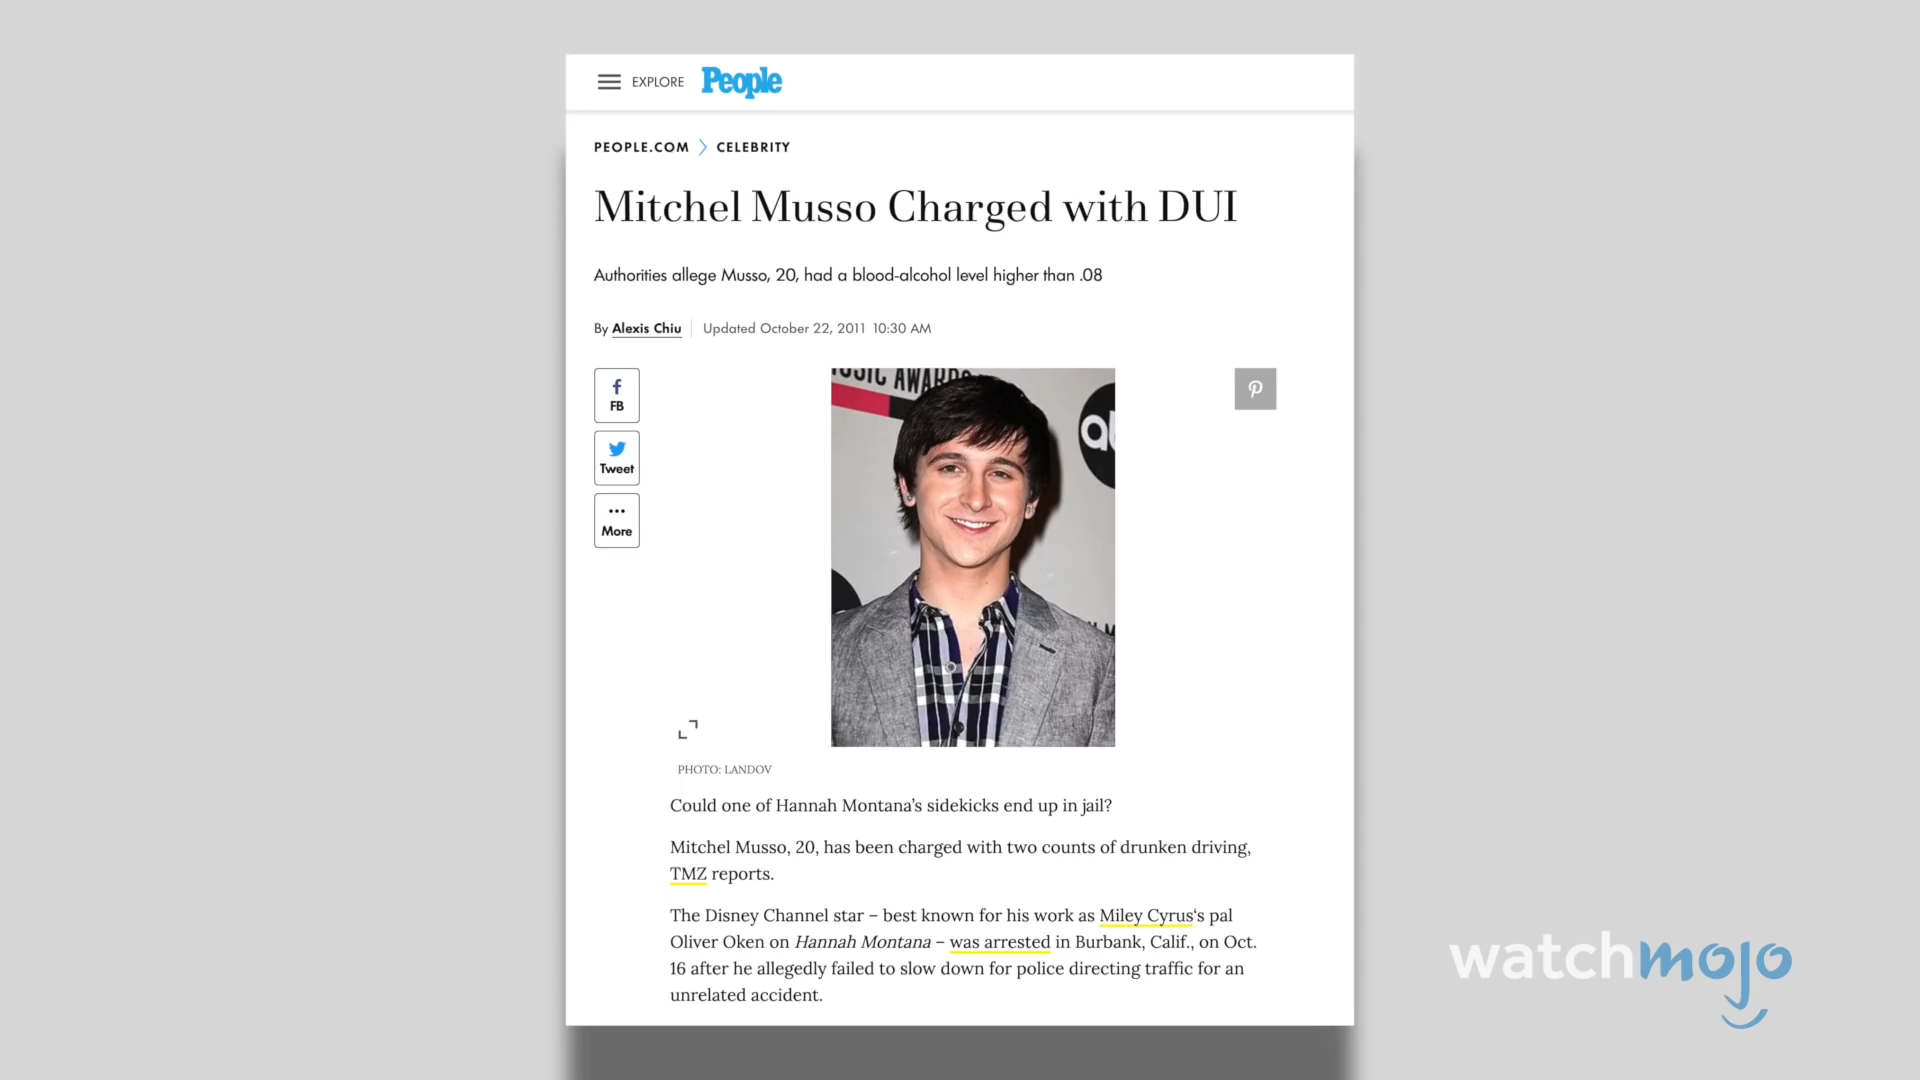 EXPLORE People
PEOPLE.COM > CELEBRITY
Mitchel Musso Charged with DUI
Authorities allege Musso, 20, had a blood-alcohol level higher than .08
By Alexis Chiu | Updated October 22, 2011 10:30 AM
FB
Tweet
More
USIC AWARDS
PHOTO: LANDOV
Could one of Hannah Montana’s sidekicks end up in jail?
Mitchel Musso, 20, has been charged with two counts of drunken driving,
TMZ reports.
The Disney Channel star – best known for his work as Miley Cyrus‘s pal
Oliver Oken on Hannah Montana – was arrested in Burbank, Calif., on Oct.
16 after he allegedly failed to slow down for police directing traffic for an
unrelated accident.
watchmojo